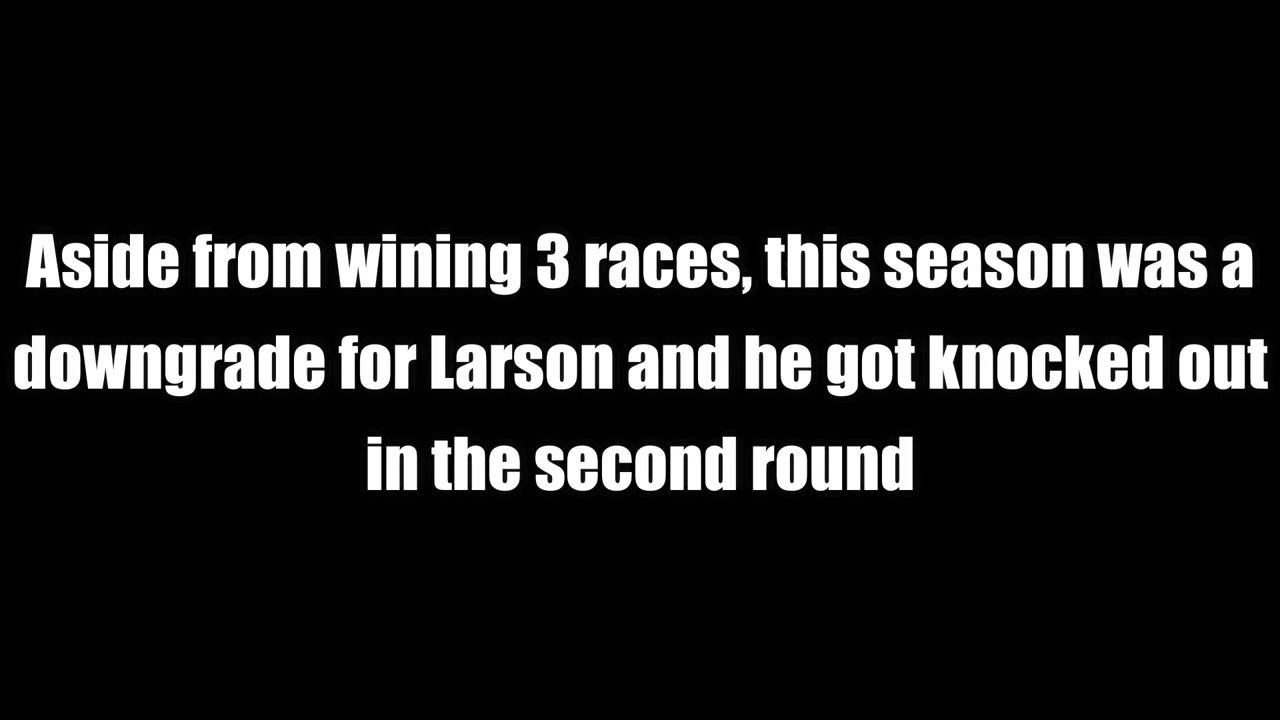 Aside from wining 3 races, this season was a
downgrade for Larson and he got knocked out
in the second round